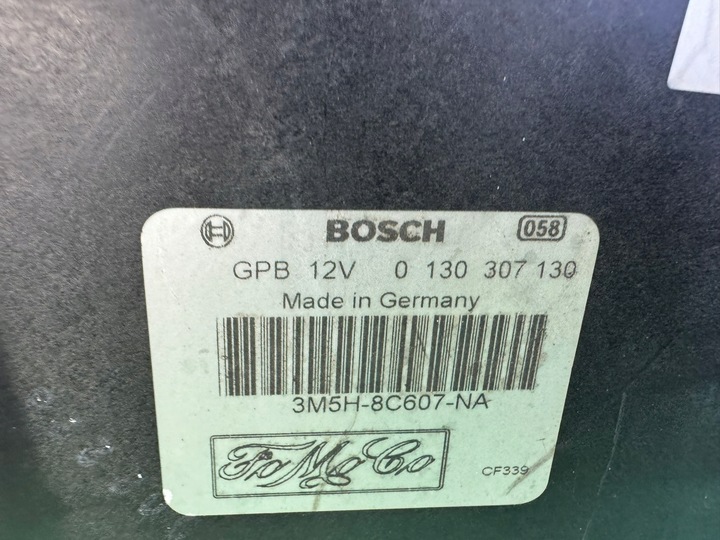 BOSCH 058
GPB 12V 0 130 307 130
Made in Germany
3M5H-8C607-NA
FoMoCo CF339